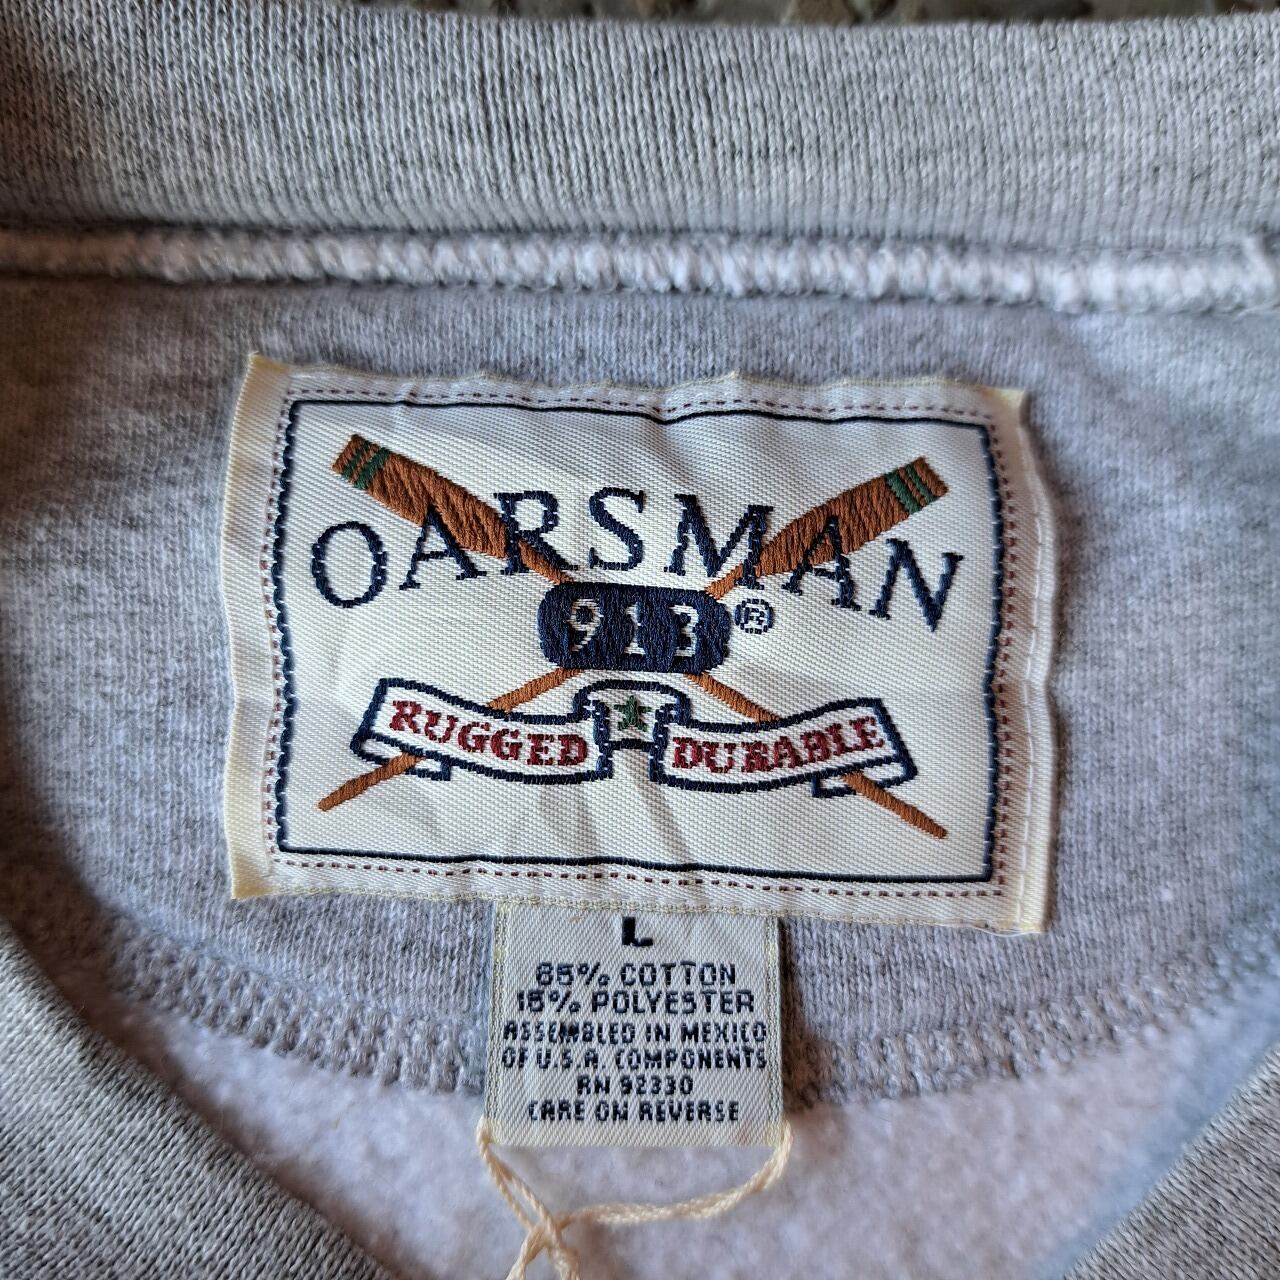 OARSMAN
913®
RUGGED DURABLE
L
85% COTTON
15% POLYESTER
ASSEMBLED IN MEXICO
OF U.S.A. COMPONENTS
RN 92330
CARE ON REVERSE